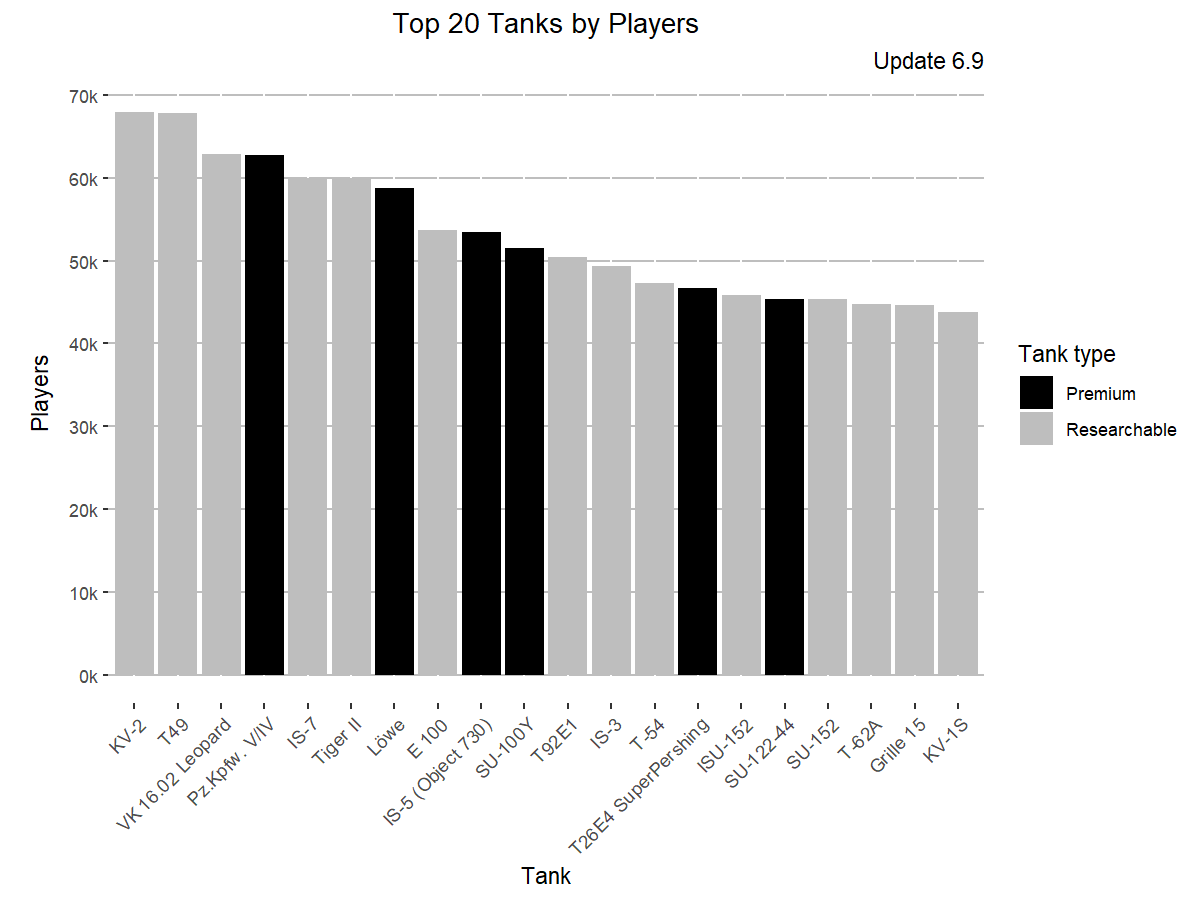 Top 20 Tanks by Players
Update 6.9
70k
60k
50k
40k
30k
20k
10k
0k
Players
KV-2
T49
VK 16.02 Leopard
Pz.Kpfw. V/IV
IS-7
Tiger II
Löwe
E 100
IS-5 (Object 730)
SU-100Y
T92E1
IS-3
T-54
T26E4 SuperPershing
ISU-152
SU-122-44
SU-152
T-62A
Grille 15
KV-1S
Tank
Tank type
Premium
Researchable